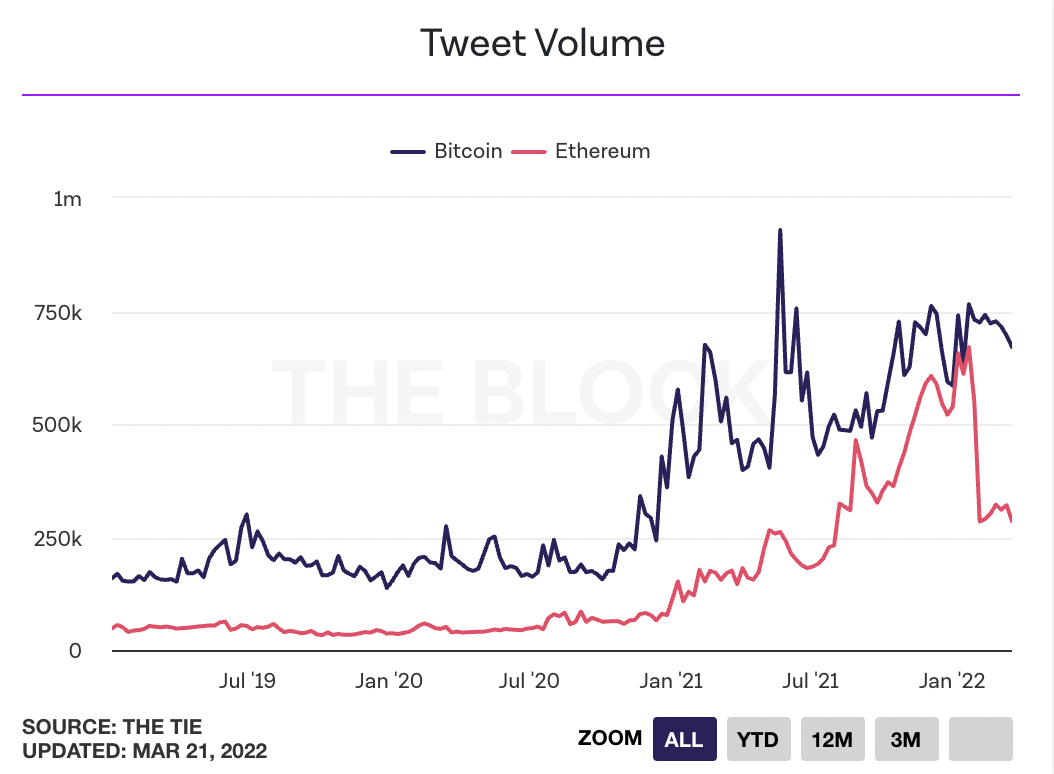 Tweet Volume
Bitcoin Ethereum
1m
750k
THE BLOCK
500k
250k
0
Jul '19 Jan '20 Jul '20 Jan '21 Jul '21 Jan '22
SOURCE: THE TIE
UPDATED: MAR 21, 2022
ZOOM ALL YTD 12M 3M